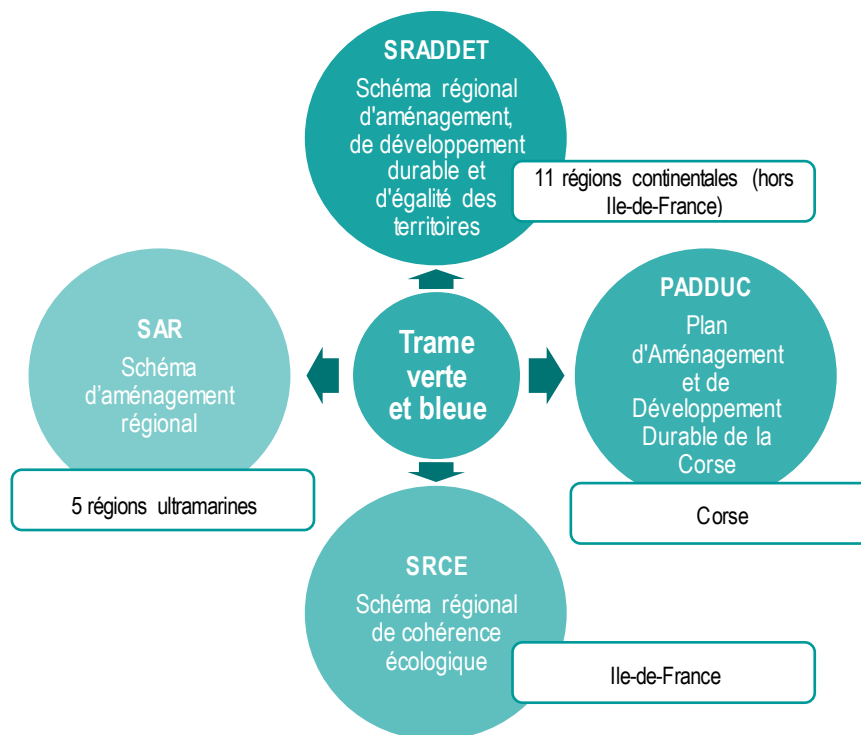 SRADDET
Schéma régional
d'aménagement,
de développement
durable et
d'égalité des
territoires
11 régions continentales (hors
Ile-de-France)
SAR
Schéma
d’aménagement
régional
5 régions ultramarines
Trame
verte
et bleue
PADDUC
Plan
d'Aménagement
et de
Développement
Durable de la
Corse
Corse
SRCE
Schéma régional
de cohérence
écologique
Ile-de-France